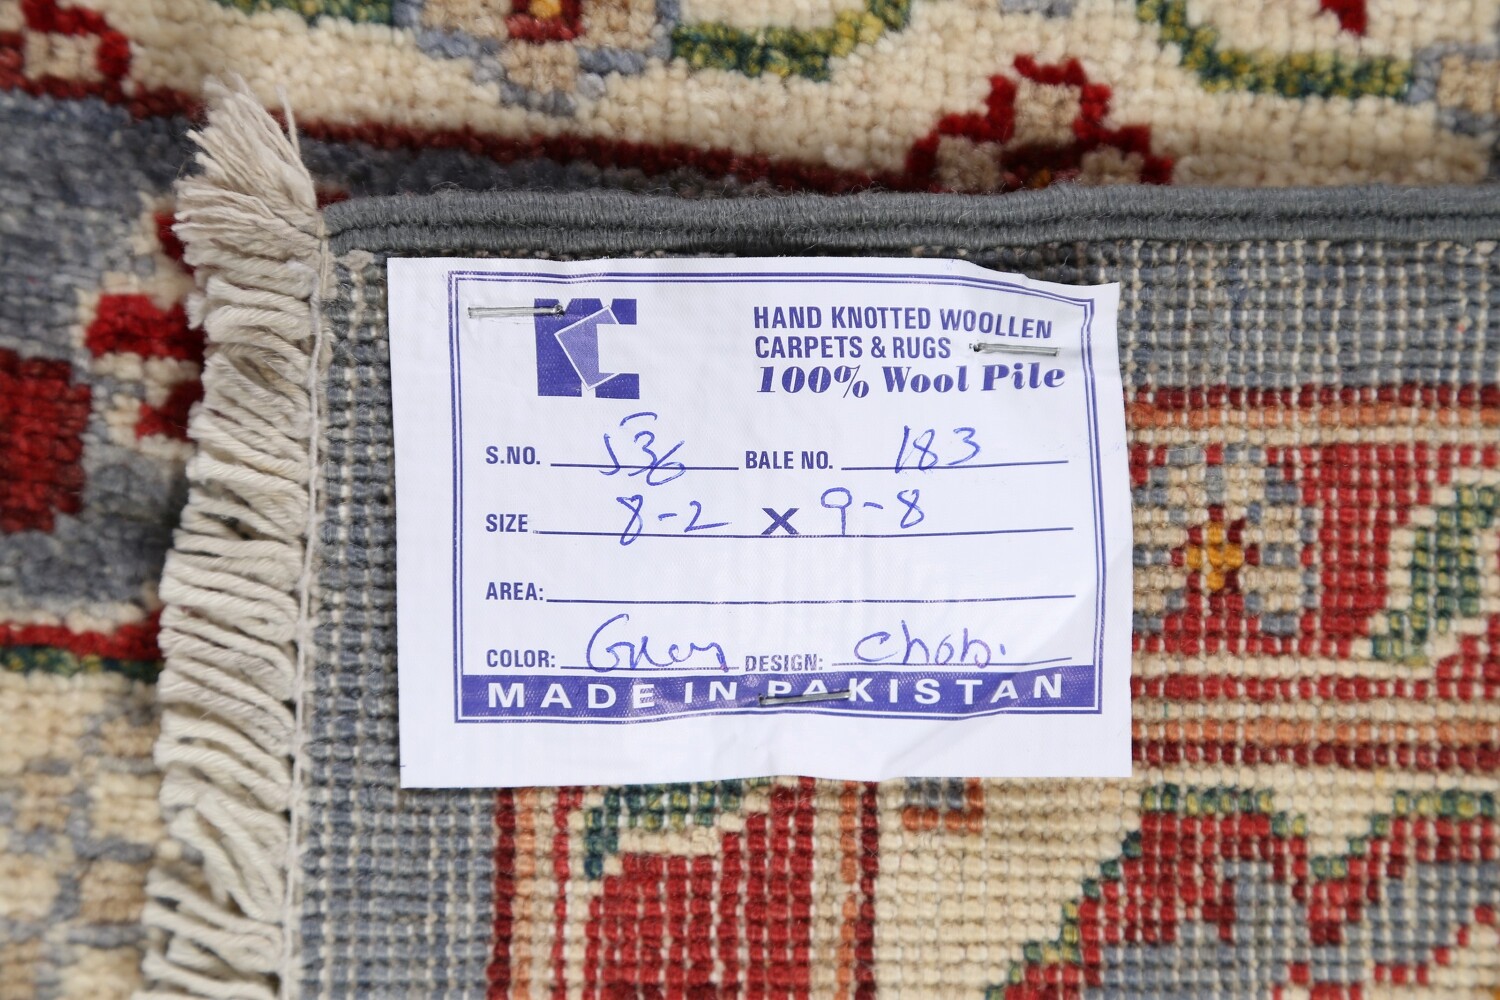 HAND KNOTTED WOOLLEN
CARPETS & RUGS
100% Wool Pile
S.NO. 536 BALE NO. 183
SIZE 8-2 X 9-8
AREA:
COLOR: Grey DESIGN: Chobi
MADE IN PAKISTAN